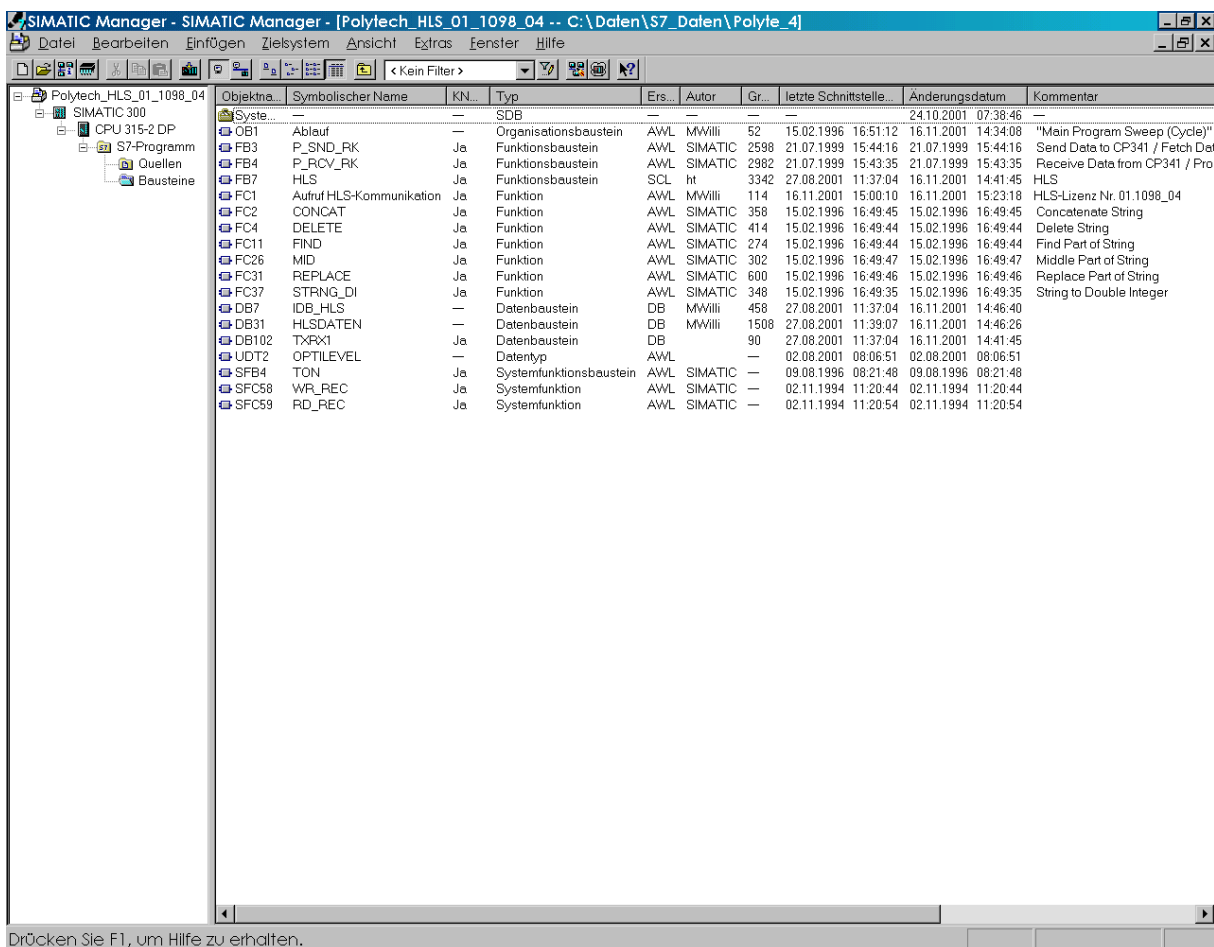 SIMATIC Manager - SIMATIC Manager - [Polytech_HLS_01_1098_04 -- C:\Daten\S7_Daten\Polyte_4]
Datei Bearbeiten Einfügen Zielsystem Ansicht Extras Fenster Hilfe
< Kein Filter >
Polytech_HLS_01_1098_04
SIMATIC 300
CPU 315-2 DP
S7-Programm
Quellen
Bausteine
Objektna... Symbolischer Name KN... Typ Ers... Autor Gr... letzte Schnittstelle... Änderungsdatum Kommentar
Syste... — — SDB — — — — 24.10.2001 07:38:46 —
OB1 Ablauf — Organisationsbaustein AWL MWilli 52 15.02.1996 16:51:12 16.11.2001 14:34:08 "Main Program Sweep (Cycle)"
FB3 P_SND_RK Ja Funktionsbaustein AWL SIMATIC 2598 21.07.1999 15:44:16 21.07.1999 15:44:16 Send Data to CP341 / Fetch Dat
FB4 P_RCV_RK Ja Funktionsbaustein AWL SIMATIC 2982 21.07.1999 15:43:35 21.07.1999 15:43:35 Receive Data from CP341 / Pro
FB7 HLS Ja Funktionsbaustein SCL ht 3342 27.08.2001 11:37:04 16.11.2001 14:41:45 HLS
FC1 Aufruf HLS-Kommunikation Ja Funktion AWL MWilli 114 16.11.2001 15:00:10 16.11.2001 15:23:18 HLS-Lizenz Nr. 01.1098_04
FC2 CONCAT Ja Funktion AWL SIMATIC 358 15.02.1996 16:49:45 15.02.1996 16:49:45 Concatenate String
FC4 DELETE Ja Funktion AWL SIMATIC 414 15.02.1996 16:49:44 15.02.1996 16:49:44 Delete String
FC11 FIND Ja Funktion AWL SIMATIC 274 15.02.1996 16:49:44 15.02.1996 16:49:44 Find Part of String
FC26 MID Ja Funktion AWL SIMATIC 302 15.02.1996 16:49:47 15.02.1996 16:49:47 Middle Part of String
FC31 REPLACE Ja Funktion AWL SIMATIC 600 15.02.1996 16:49:46 15.02.1996 16:49:46 Replace Part of String
FC37 STRNG_DI Ja Funktion AWL SIMATIC 348 15.02.1996 16:49:35 15.02.1996 16:49:35 String to Double Integer
DB7 IDB_HLS — Datenbaustein DB MWilli 458 27.08.2001 11:37:04 16.11.2001 14:46:40
DB31 HLSDATEN — Datenbaustein DB MWilli 1508 27.08.2001 11:39:07 16.11.2001 14:46:26
DB102 TXRX1 Ja Datenbaustein DB 90 27.08.2001 11:37:04 16.11.2001 14:41:45
UDT2 OPTILEVEL — Datentyp AWL — 02.08.2001 08:06:51 02.08.2001 08:06:51
SFB4 TON Ja Systemfunktionsbaustein AWL SIMATIC — 09.08.1996 08:21:48 09.08.1996 08:21:48
SFC58 WR_REC Ja Systemfunktion AWL SIMATIC — 02.11.1994 11:20:44 02.11.1994 11:20:44
SFC59 RD_REC Ja Systemfunktion AWL SIMATIC — 02.11.1994 11:20:54 02.11.1994 11:20:54
Drücken Sie F1, um Hilfe zu erhalten.